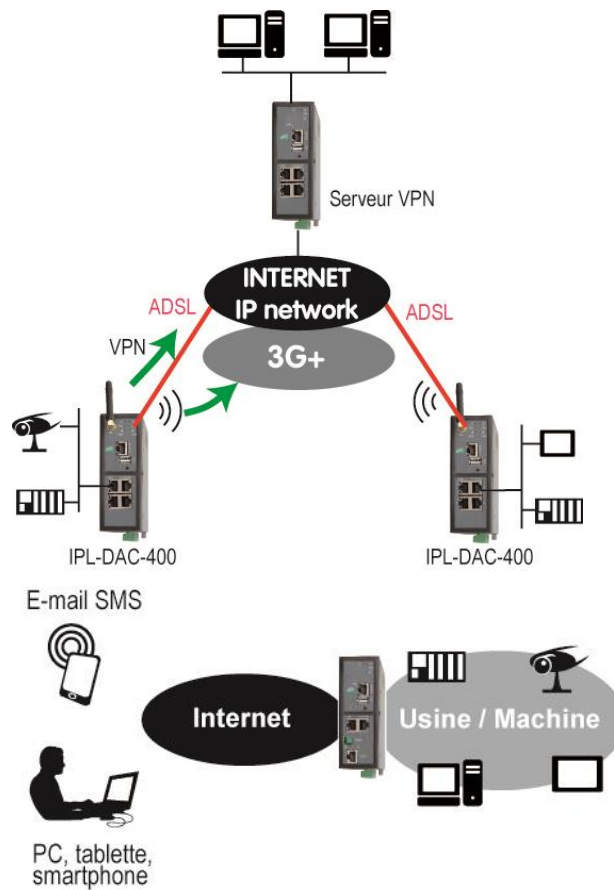 Serveur VPN
INTERNET
IP network
ADSL
ADSL
VPN
3G+
IPL-DAC-400
IPL-DAC-400
E-mail SMS
Internet
Usine / Machine
PC, tablette,
smartphone